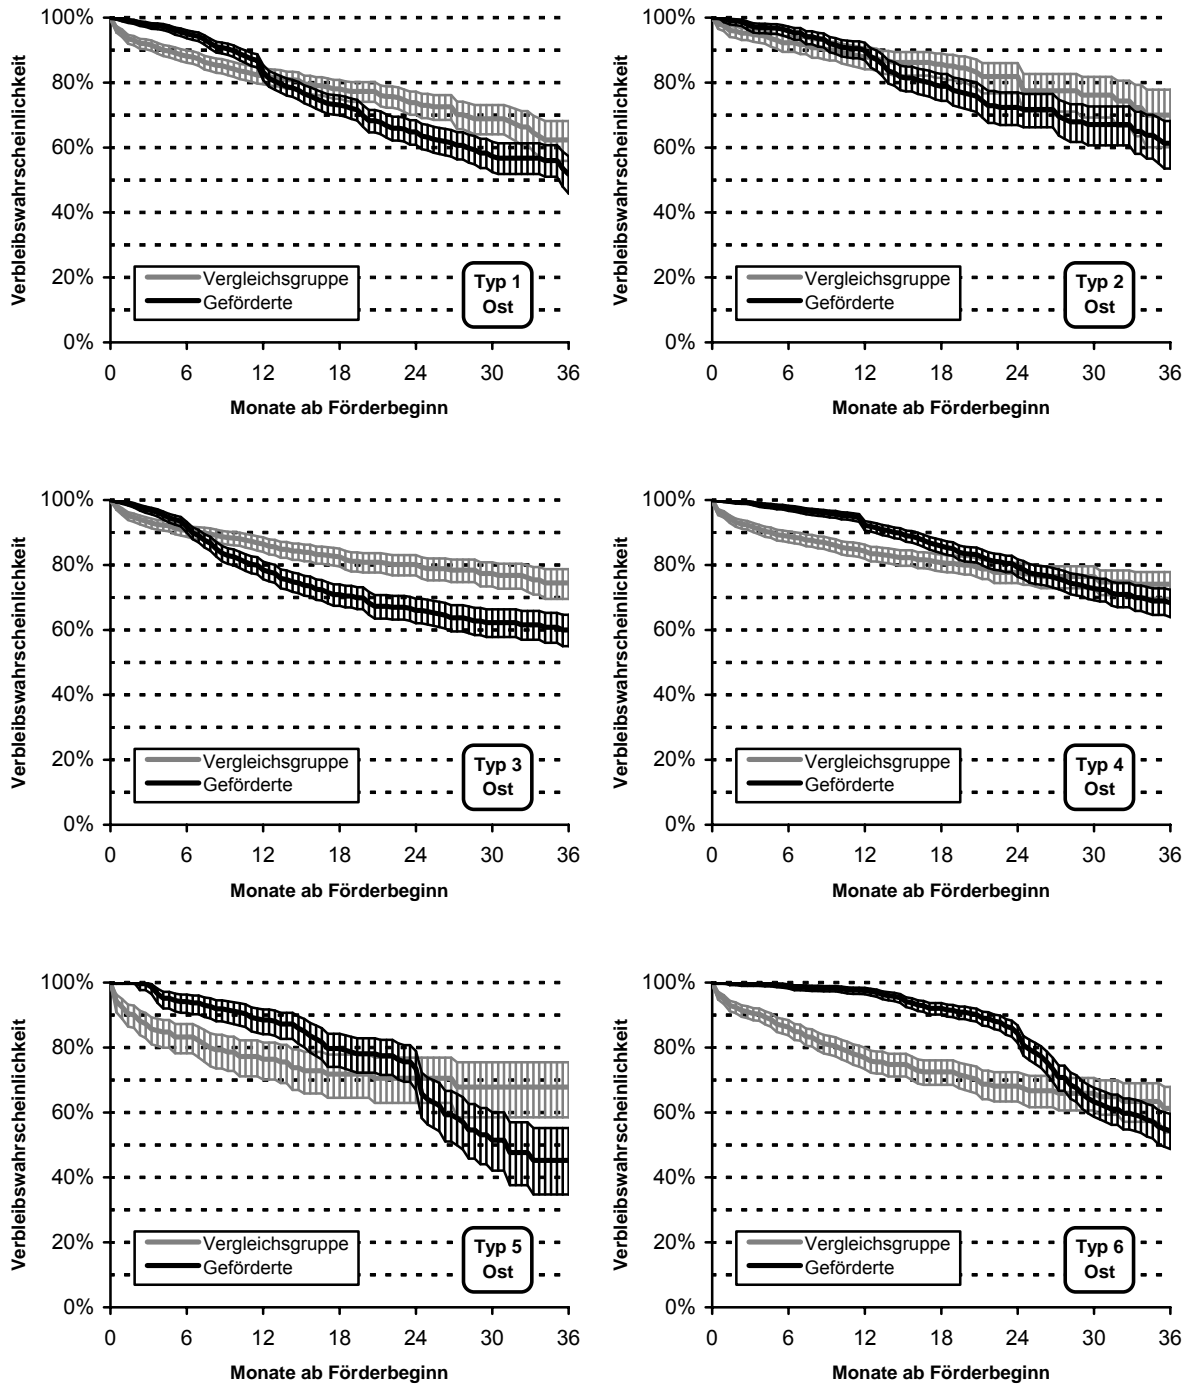 Verbleibswahrscheinlichkeit
100%
80%
60%
40%
20%
0%
Vergleichsgruppe
Geförderte
Typ 1
Ost
0 6 12 18 24 30 36
Monate ab Förderbeginn
Verbleibswahrscheinlichkeit
100%
80%
60%
40%
20%
0%
Vergleichsgruppe
Geförderte
Typ 2
Ost
0 6 12 18 24 30 36
Monate ab Förderbeginn
Verbleibswahrscheinlichkeit
100%
80%
60%
40%
20%
0%
Vergleichsgruppe
Geförderte
Typ 3
Ost
0 6 12 18 24 30 36
Monate ab Förderbeginn
Verbleibswahrscheinlichkeit
100%
80%
60%
40%
20%
0%
Vergleichsgruppe
Geförderte
Typ 4
Ost
0 6 12 18 24 30 36
Monate ab Förderbeginn
Verbleibswahrscheinlichkeit
100%
80%
60%
40%
20%
0%
Vergleichsgruppe
Geförderte
Typ 5
Ost
0 6 12 18 24 30 36
Monate ab Förderbeginn
Verbleibswahrscheinlichkeit
100%
80%
60%
40%
20%
0%
Vergleichsgruppe
Geförderte
Typ 6
Ost
0 6 12 18 24 30 36
Monate ab Förderbeginn